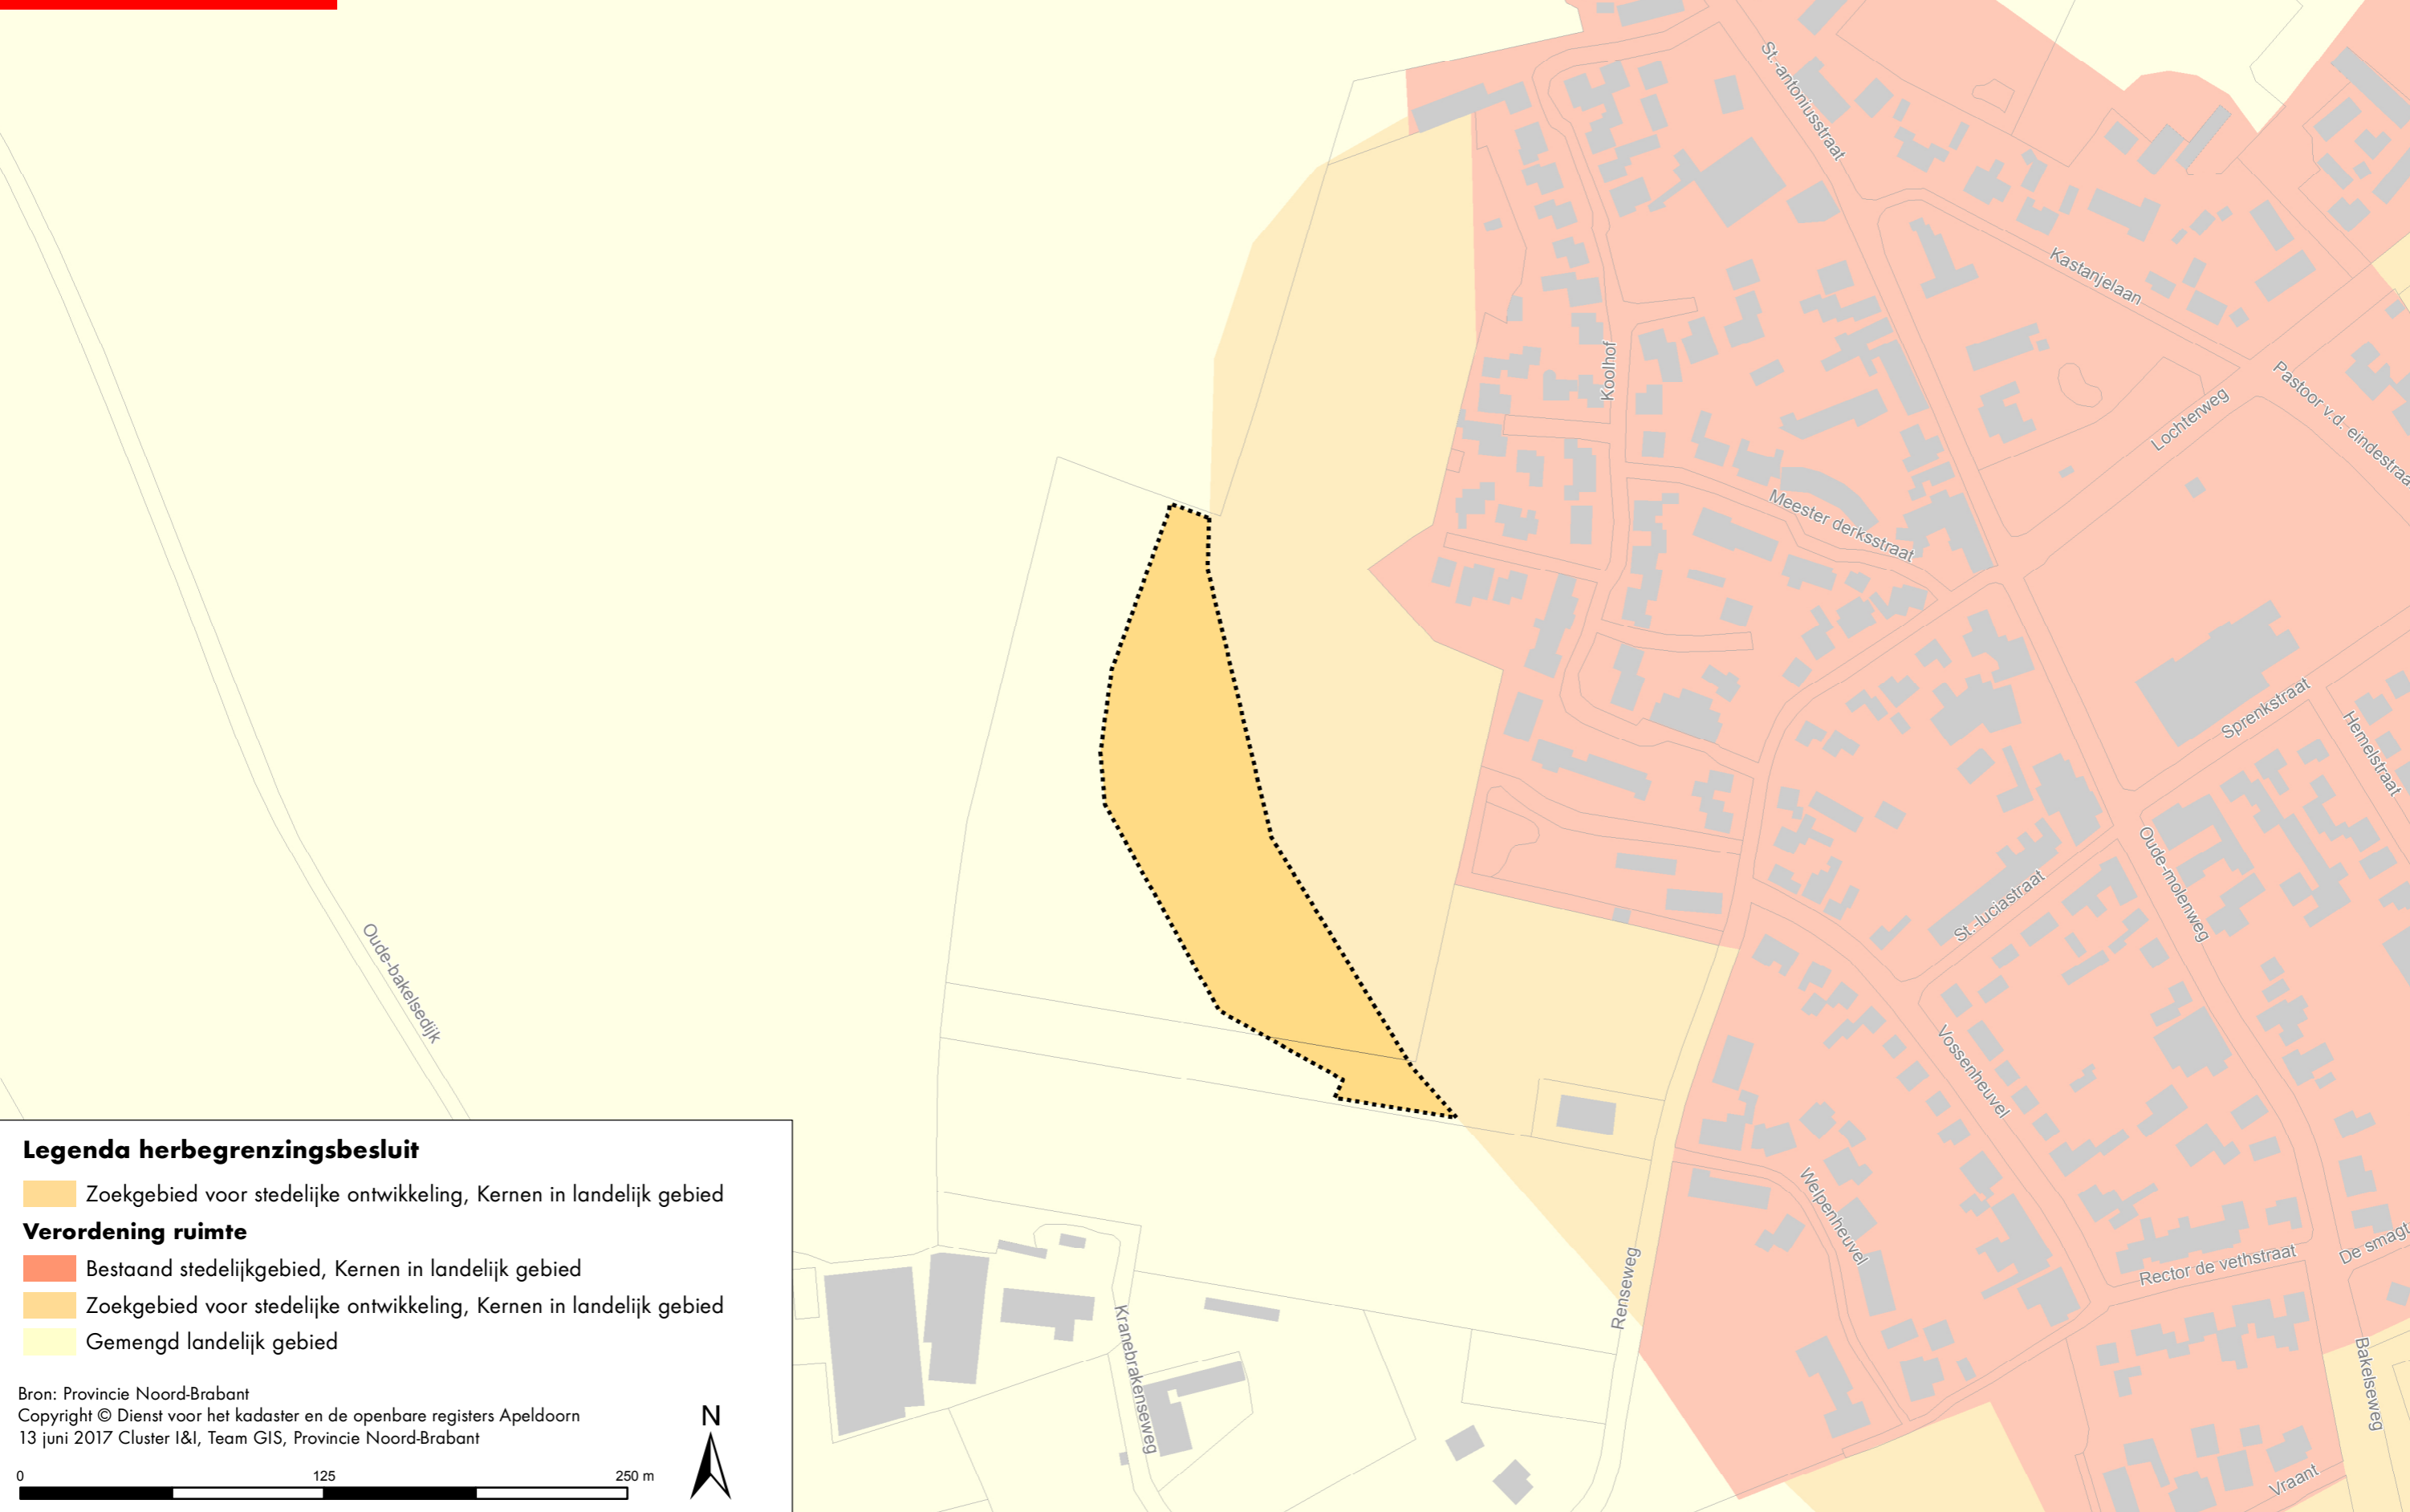 St.-antoniusstraat
Kastanjelaan
Koolhof
Pastoor v.d. eindestraa
Lochterweg
Meester derksstraat
Sprenkstraat
Hemelstraat
Oude-molenweg
St.-luciastraat
Oude-bakelsedijk
Vossenheuvel
Welpenheuvel
De smagt
Rector de vethstraat
Renseweg
Kranebrakenseweg
Bakelseweg
Vraant
Legenda herbegrenzingsbesluit
Zoekgebied voor stedelijke ontwikkeling, Kernen in landelijk gebied
Verordening ruimte
Bestaand stedelijkgebied, Kernen in landelijk gebied
Zoekgebied voor stedelijke ontwikkeling, Kernen in landelijk gebied
Gemengd landelijk gebied
Bron: Provincie Noord-Brabant
Copyright © Dienst voor het kadaster en de openbare registers Apeldoorn
13 juni 2017 Cluster I&I, Team GIS, Provincie Noord-Brabant
N
0 125 250 m